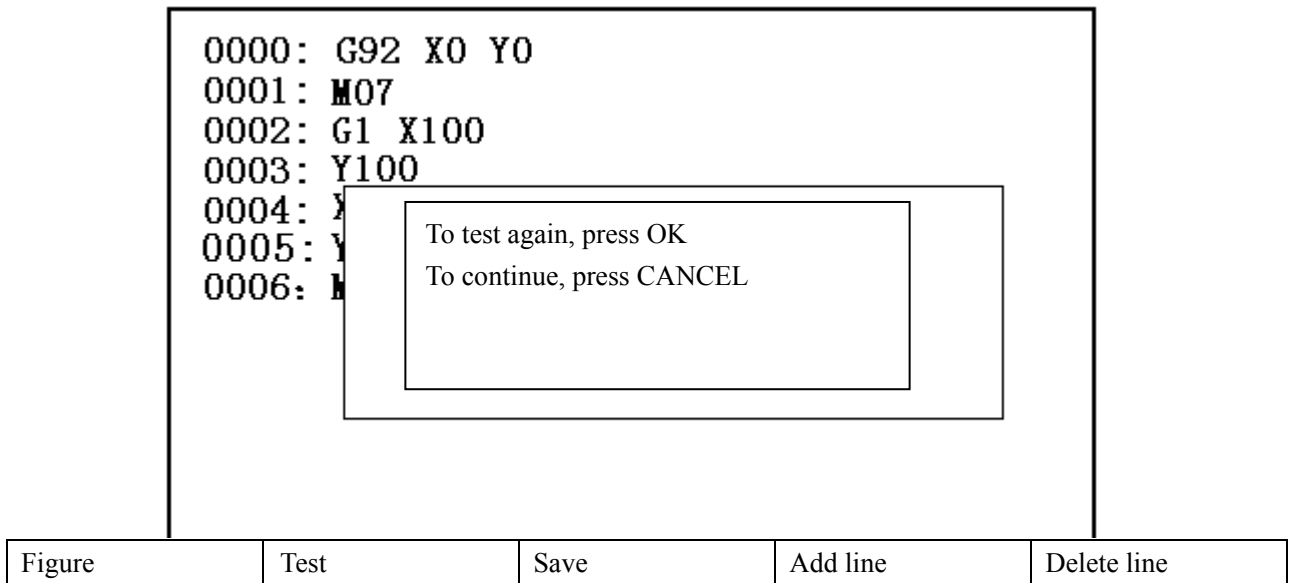 0000: G92 X0 Y0
0001: M07
0002: G1 X100
0003: Y100
0004:
0005: Y
0006:
To test again, press OK
To continue, press CANCEL
Figure Test Save Add line Delete line